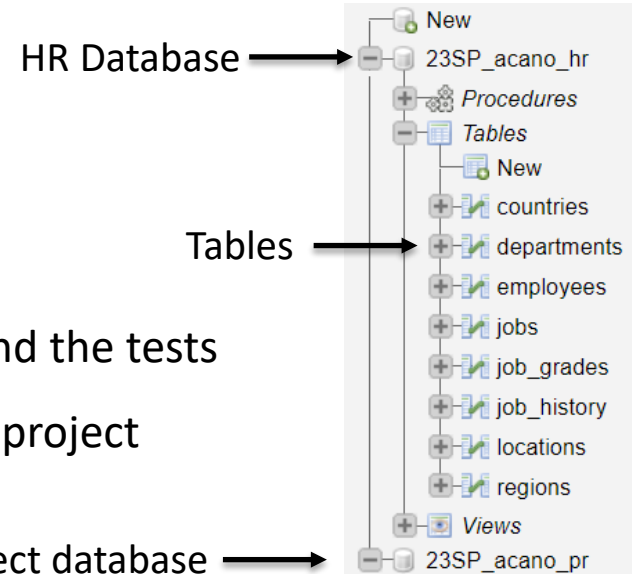 New
HR Database
23SP_acano_hr
Procedures
Tables
New
countries
Tables
departments
employees
nd the tests
jobs
job_grades
project
job_history
locations
regions
Views
ect database
23SP_acano_pr